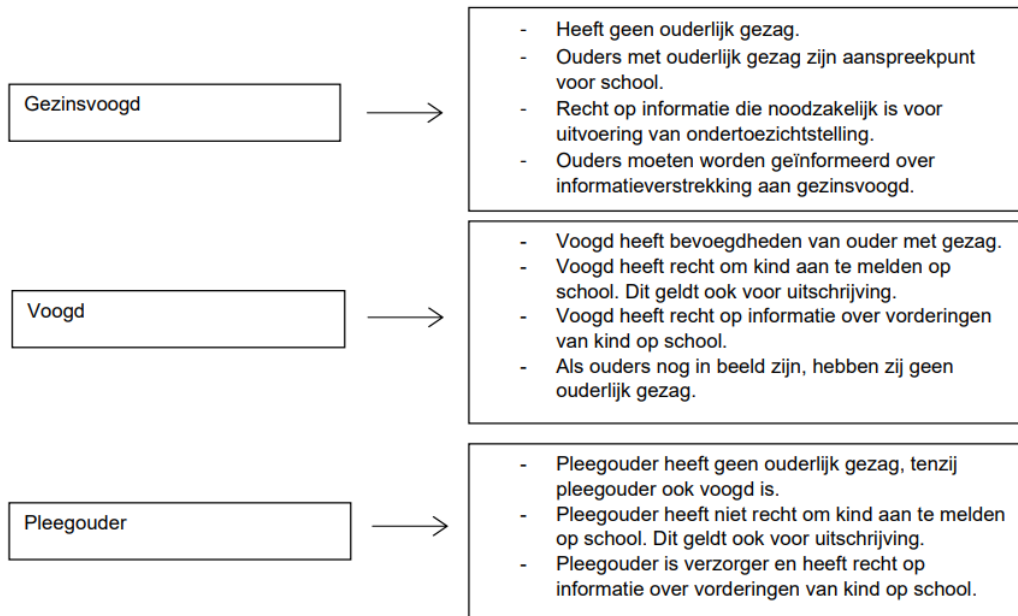 Gezinsvoogd
- Heeft geen ouderlijk gezag.
- Ouders met ouderlijk gezag zijn aanspreekpunt
voor school.
- Recht op informatie die noodzakelijk is voor
uitvoering van ondertoezichtstelling.
- Ouders moeten worden geïnformeerd over
informatieverstrekking aan gezinsvoogd.
Voogd
- Voogd heeft bevoegdheden van ouder met gezag.
- Voogd heeft recht om kind aan te melden op
school. Dit geldt ook voor uitschrijving.
- Voogd heeft recht op informatie over vorderingen
van kind op school.
- Als ouders nog in beeld zijn, hebben zij geen
ouderlijk gezag.
Pleegouder
- Pleegouder heeft geen ouderlijk gezag, tenzij
pleegouder ook voogd is.
- Pleegouder heeft niet recht om kind aan te melden
op school. Dit geldt ook voor uitschrijving.
- Pleegouder is verzorger en heeft recht op
informatie over vorderingen van kind op school.